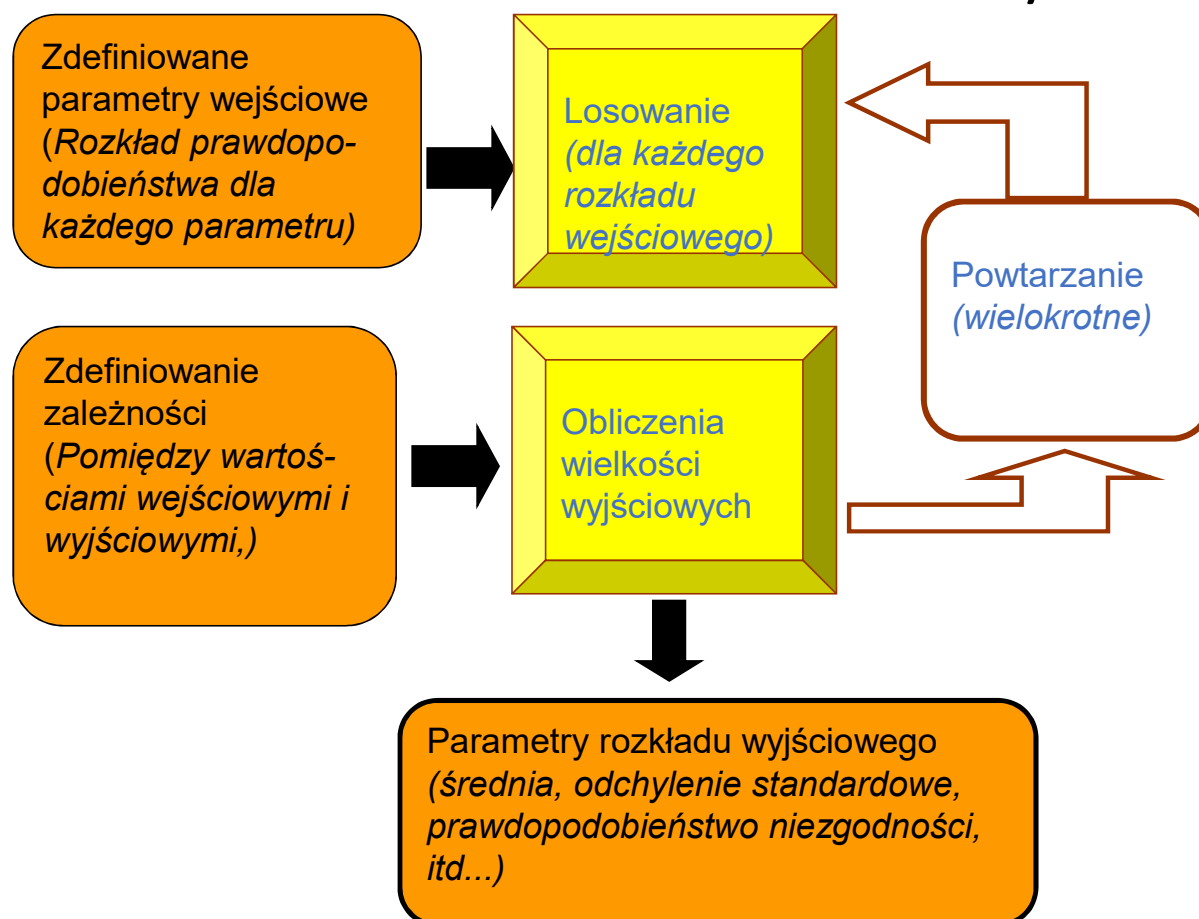 Zdefiniowane
parametry wejściowe
(Rozkład prawdopo-
dobieństwa dla
każdego parametru)
Losowanie
(dla każdego
rozkładu
wejściowego)
Powtarzanie
(wielokrotne)
Zdefiniowanie
zależności
(Pomiędzy wartoś-
ciami wejściowymi i
wyjściowymi,)
Obliczenia
wielkości
wyjściowych
Parametry rozkładu wyjściowego
(średnia, odchylenie standardowe,
prawdopodobieństwo niezgodności,
itd...)